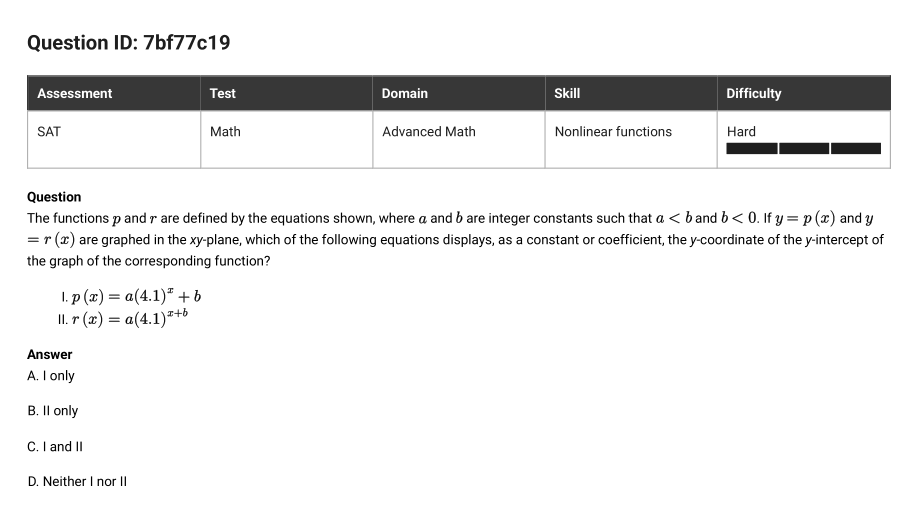 Question ID: 7bf77c19
Assessment Test Domain Skill Difficulty
SAT Math Advanced Math Nonlinear functions Hard
Question
The functions p and r are defined by the equations shown, where a and b are integer constants such that a < b and b < 0. If y = p (x) and y
= r (x) are graphed in the xy-plane, which of the following equations displays, as a constant or coefficient, the y-coordinate of the y-intercept of
the graph of the corresponding function?
I. p (x) = a(4.1)^x + b
II. r (x) = a(4.1)^{x+b}
Answer
A. I only
B. II only
C. I and II
D. Neither I nor II